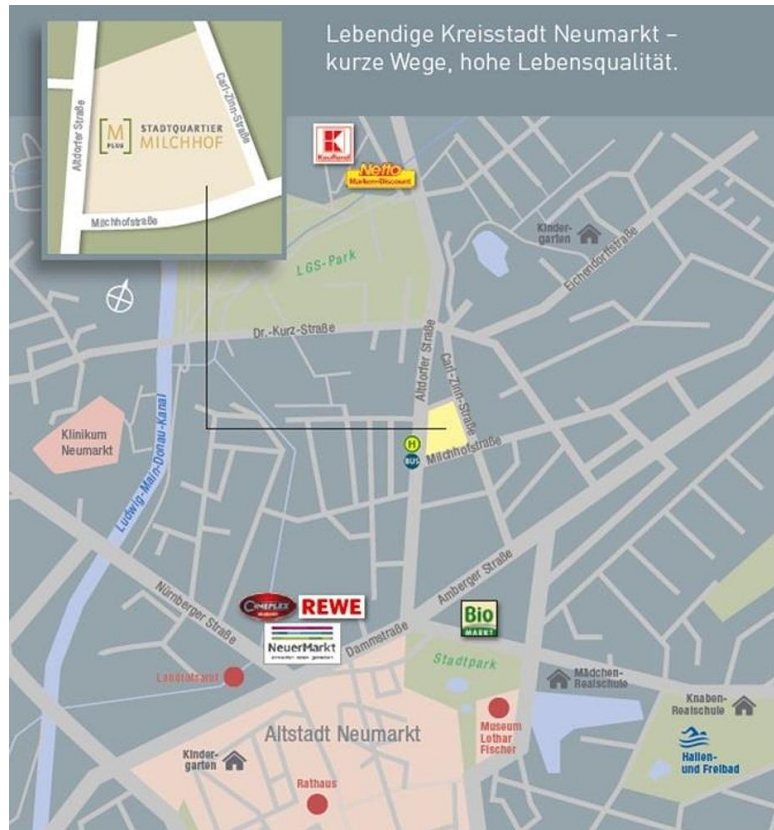 Lebendige Kreisstadt Neumarkt –
kurze Wege, hohe Lebensqualität.
Altdorfer Straße
Carl-Zinn-Straße
M
PLUS
STADTQUARTIER
MILCHHOF
Milchhofstraße
K
Kaufland
Netto
Marken-Discount
LGS-Park
Kinder-
garten
Eichendorffstraße
Dr.-Kurz-Straße
Altdorfer Straße
Carl-Zinn-Straße
Klinikum
Neumarkt
Ludwig-Main-Donau-Kanal
H
BUS
Milchhofstraße
Nürnberger Straße
Amberger Straße
CINEPLEX
REWE
NeuerMarkt
Dammstraße
Bio
MARKT
Stadtpark
Landratsamt
Mädchen-
Realschule
Knaben-
Realschule
Museum
Lothar
Fischer
Altstadt Neumarkt
Hallen-
und Freibad
Kinder-
garten
Rathaus